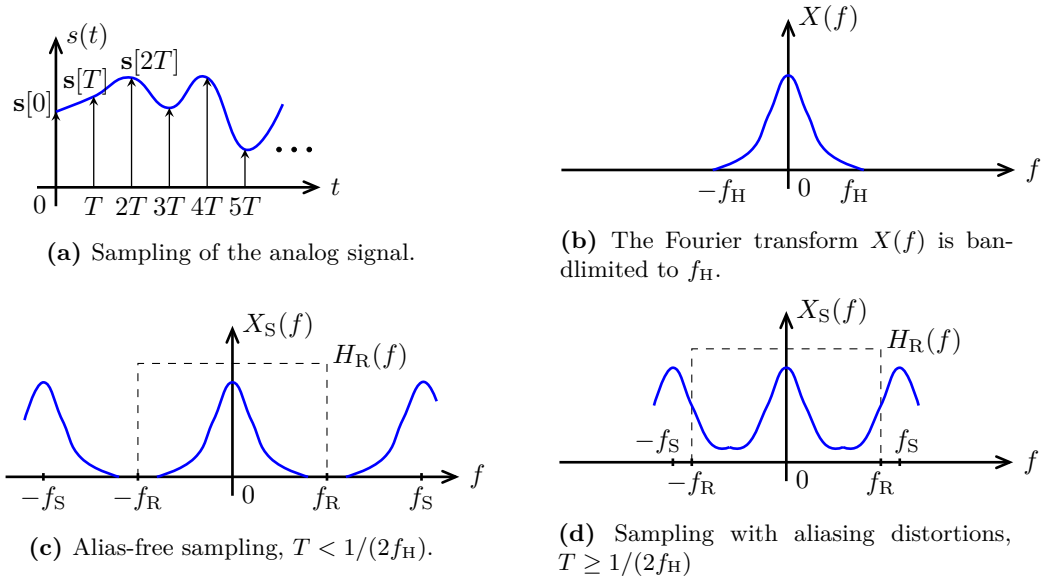 s(t)
s[0]
s[T]
s[2T]
0 T 2T 3T 4T 5T t
(a) Sampling of the analog signal.
X(f)
−f_H 0 f_H f
(b) The Fourier transform X(f) is ban-
dlimited to f_H.
X_S(f)
H_R(f)
−f_S −f_R 0 f_R f_S f
(c) Alias-free sampling, T < 1/(2f_H).
X_S(f)
H_R(f)
−f_S f_S
−f_R 0 f_R f
(d) Sampling with aliasing distortions,
T ≥ 1/(2f_H)